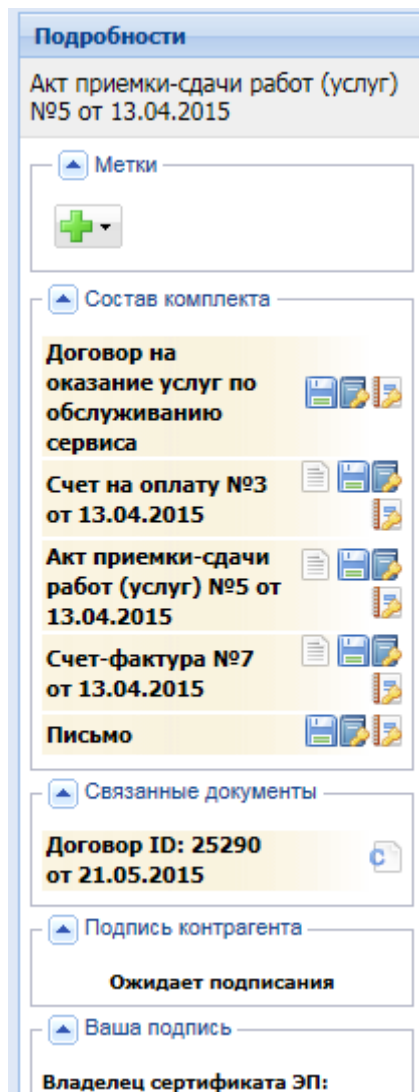 Подробности
Акт приемки-сдачи работ (услуг)
№5 от 13.04.2015
Метки
Состав комплекта
Договор на
оказание услуг по
обслуживанию
сервиса
Счет на оплату №3
от 13.04.2015
Акт приемки-сдачи
работ (услуг) №5 от
13.04.2015
Счет-фактура №7
от 13.04.2015
Письмо
Связанные документы
Договор ID: 25290
от 21.05.2015
Подпись контрагента
Ожидает подписания
Ваша подпись
Владелец сертификата ЭП: